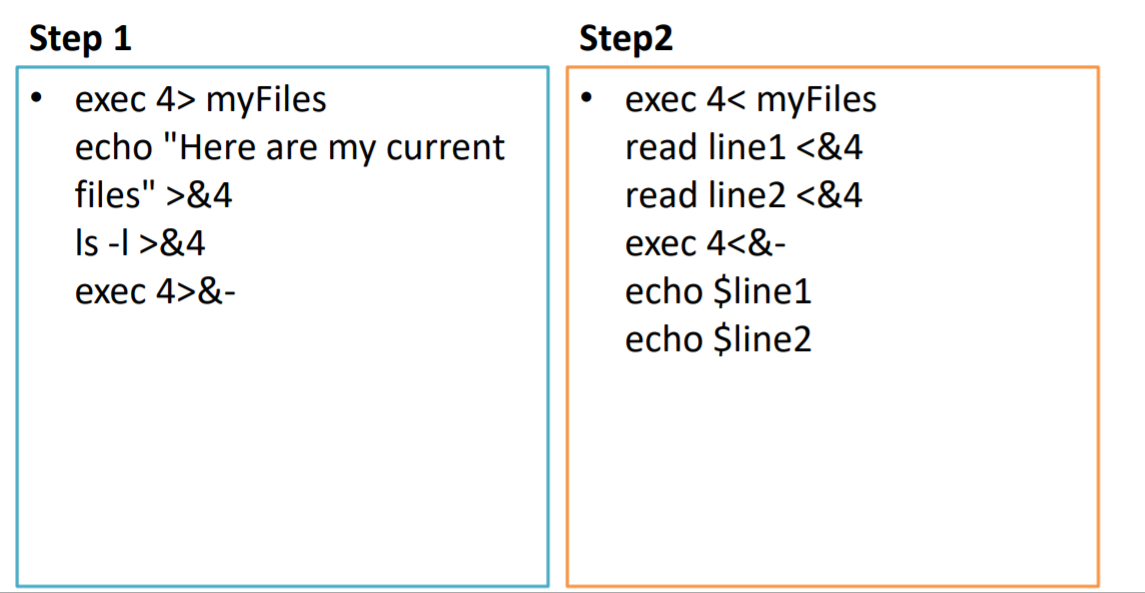 Step 1
• exec 4> myFiles
echo "Here are my current
files" >&4
ls -l >&4
exec 4>&-
Step2
• exec 4< myFiles
read line1 <&4
read line2 <&4
exec 4<&-
echo $line1
echo $line2